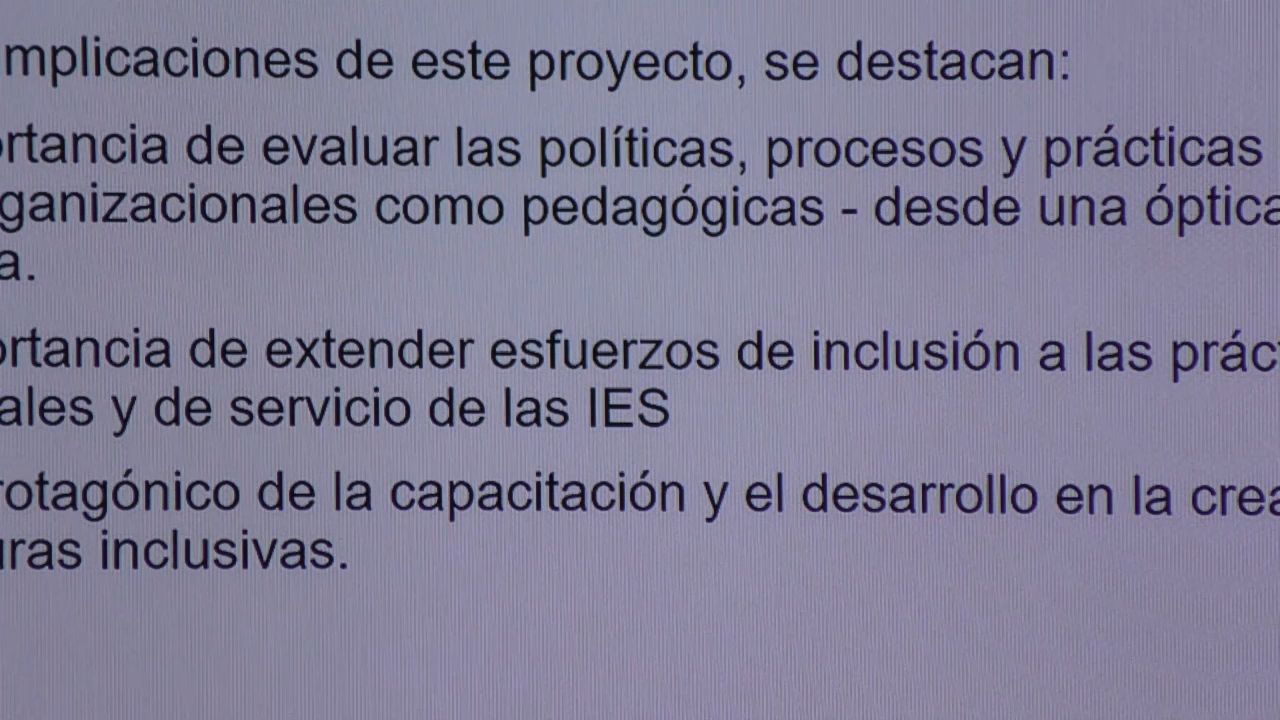 mplicaciones de este proyecto, se destacan:
rtancia de evaluar las políticas, procesos y prácticas
ganizacionales como pedagógicas - desde una óptica
a.
rtancia de extender esfuerzos de inclusión a las práct
ales y de servicio de las IES
rotagónico de la capacitación y el desarrollo en la crea
uras inclusivas.